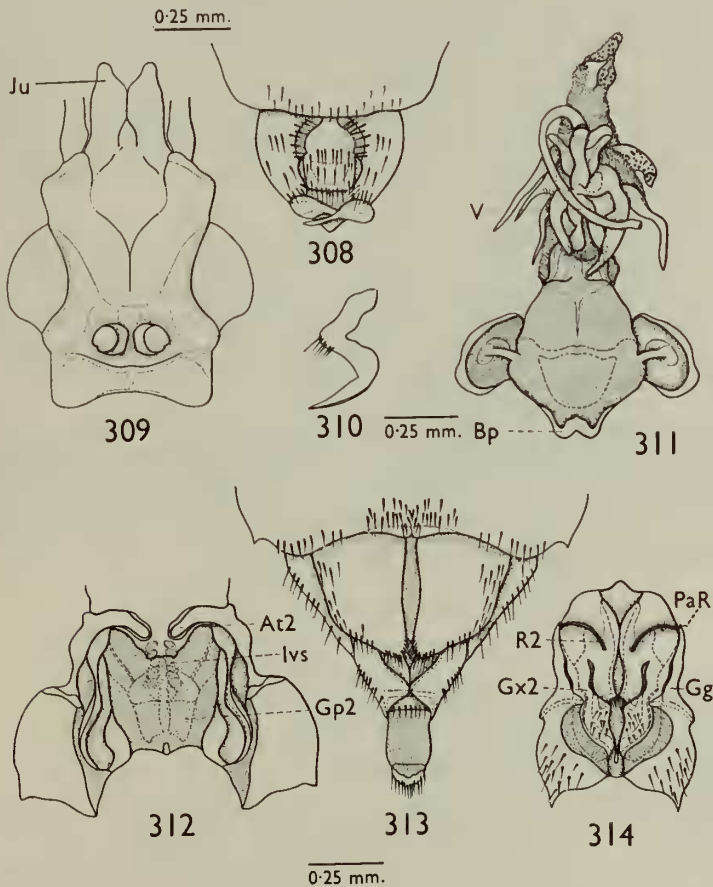 0·25 mm.
Ju
308
V
309
310
0·25 mm.
Bp
311
At2
Ivs
Gp2
PaR
R2
Gx2
Gg
312
313
314
0·25 mm.